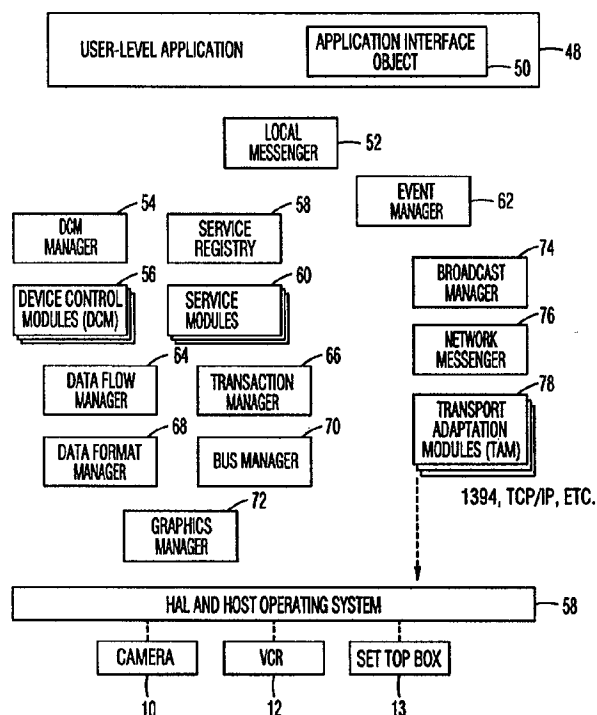 USER-LEVEL APPLICATION
APPLICATION INTERFACE
OBJECT
50
48
LOCAL
MESSENGER
52
EVENT
MANAGER
62
54
DCM
MANAGER
58
SERVICE
REGISTRY
74
BROADCAST
MANAGER
56
DEVICE CONTROL
MODULES (DCM)
60
SERVICE
MODULES
76
NETWORK
MESSENGER
64
DATA FLOW
MANAGER
66
TRANSACTION
MANAGER
78
TRANSPORT
ADAPTATION
MODULES (TAM)
68
DATA FORMAT
MANAGER
70
BUS MANAGER
1394, TCP/IP, ETC.
72
GRAPHICS
MANAGER
HAL AND HOST OPERATING SYSTEM
58
CAMERA
VCR
SET TOP BOX
10
12
13